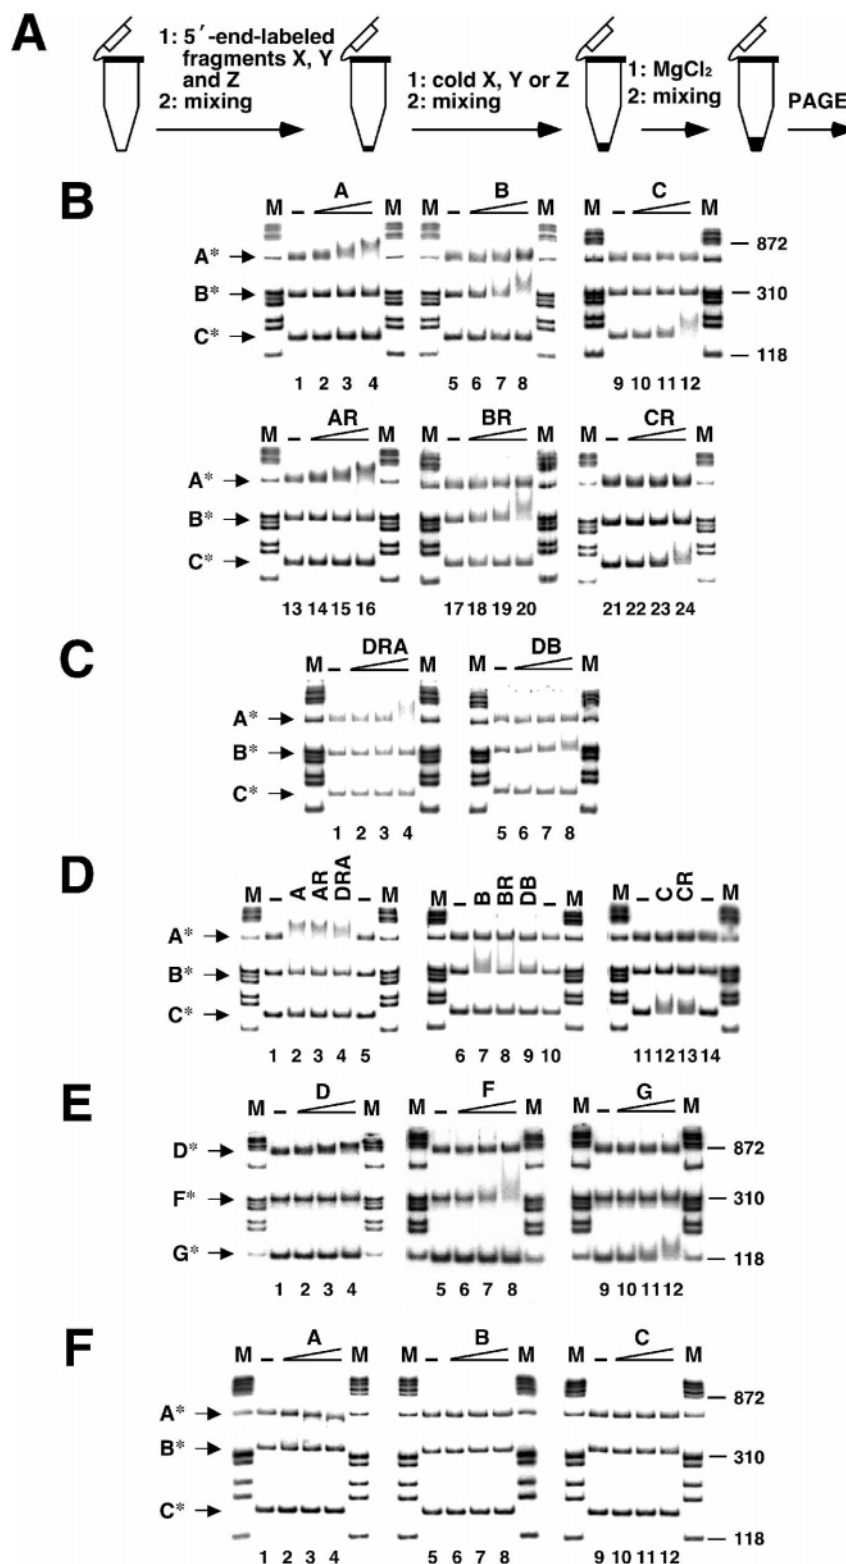 A
1: 5′-end-labeled
fragments X, Y
and Z
2: mixing
1: cold X, Y or Z
2: mixing
1: MgCl₂
2: mixing
PAGE
B
A B C
M – M – M M – M
A* 872
B* 310
C* 118
1 2 3 4 5 6 7 8 9 10 11 12
AR BR CR
M – M M – M M – M
A*
B*
C*
13 14 15 16 17 18 19 20 21 22 23 24
C
DRA DB
M – M M – M
A*
B*
C*
1 2 3 4 5 6 7 8
D
M – A AR DRA – M M – B BR DB – M M – C CR – M
A*
B*
C*
1 2 3 4 5 6 7 8 9 10 11 12 13 14
E
D F G
M – M M – M M – M
D* 872
F* 310
G* 118
1 2 3 4 5 6 7 8 9 10 11 12
F
A B C
M – M M – M M – M
872
A*
B* 310
C*
118
1 2 3 4 5 6 7 8 9 10 11 12